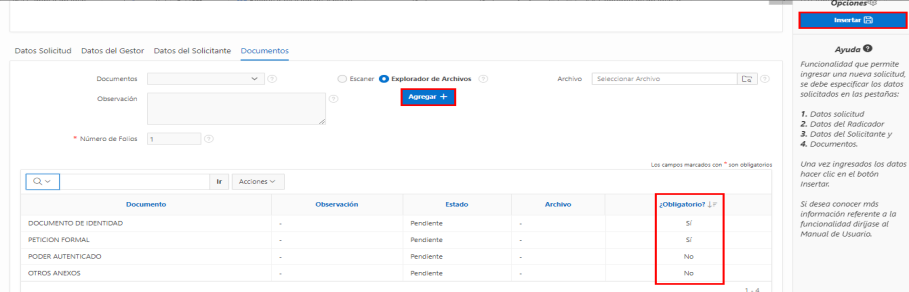 Opciones
Insertar
Datos Solicitud Datos del Gestor Datos del Solicitante Documentos
Documentos
Escaner Explorador de Archivos
Archivo Seleccionar Archivo
Observación
Agregar +
* Número de Folios 1
Los campos marcados con * son obligatorios
Ir Acciones
Documento Observación Estado Archivo ¿Obligatorio?
DOCUMENTO DE IDENTIDAD - Pendiente - Sí
PETICION FORMAL - Pendiente - Sí
PODER AUTENTICADO - Pendiente - No
OTROS ANEXOS - Pendiente - No
1 - 4
Ayuda
Funcionalidad que permite
ingresar una nueva solicitud,
se debe especificar los datos
solicitados en las pestañas:
1. Datos solicitud
2. Datos del Radicador
3. Datos del Solicitante y
4. Documentos.
Una vez ingresados los datos
hacer clic en el botón
Insertar.
Si desea conocer más
información referente a la
funcionalidad diríjase al
Manual de Usuario.